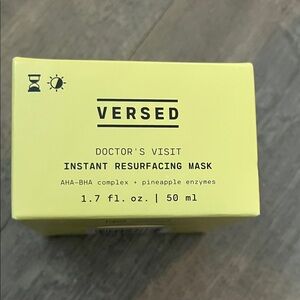 VERSED
DOCTOR'S VISIT
INSTANT RESURFACING MASK
AHA-BHA complex + pineapple enzymes
1.7 fl. oz. | 50 ml